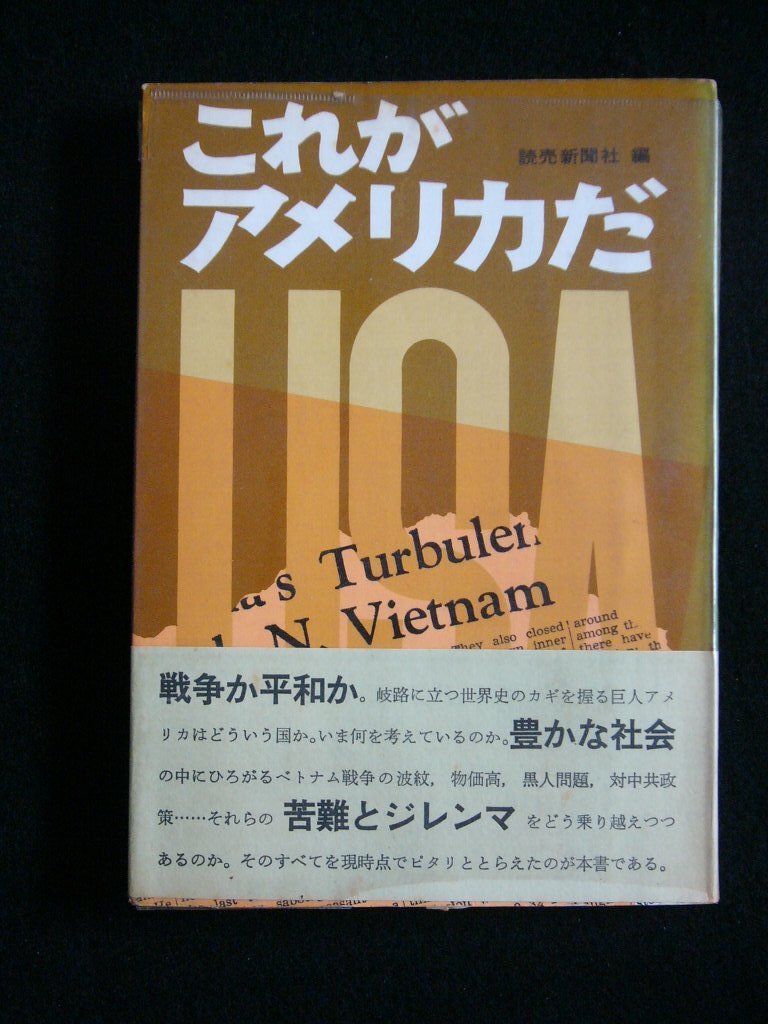 これが
アメリカだ
読売新聞社 編
USA
a's Turbulen
N. Vietnam
They also closed around
inner among th
there have
戦争か平和か。岐路に立つ世界史のカギを握る巨人アメ
リカはどういう国か。いま何を考えているのか。豊かな社会
の中にひろがるベトナム戦争の波紋，物価高，黒人問題，対中共政
策……それらの 苦難とジレンマ をどう乗り越えつつ
あるのか。そのすべてを現時点でピタリととらえたのが本書である。
last